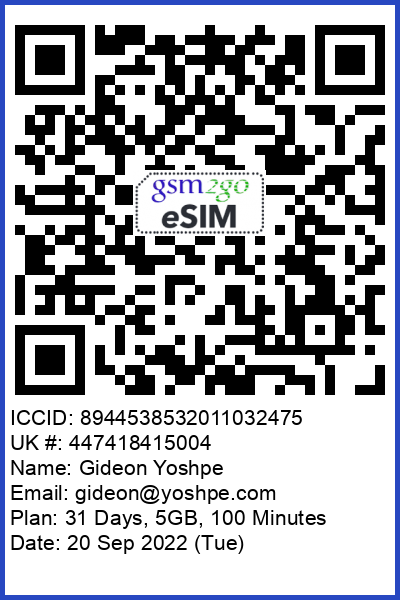 gsm2go
eSIM
ICCID: 8944538532011032475
UK #: 447418415004
Name: Gideon Yoshpe
Email: gideon@yoshpe.com
Plan: 31 Days, 5GB, 100 Minutes
Date: 20 Sep 2022 (Tue)